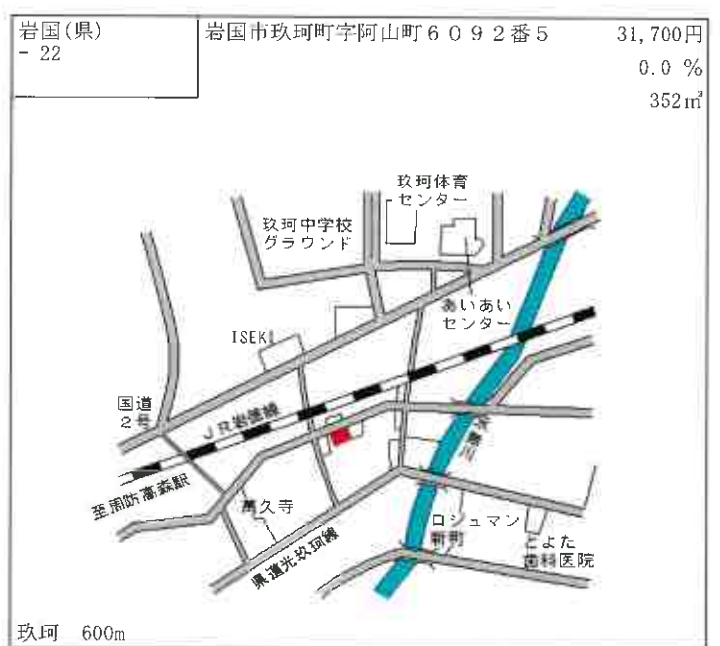 岩国(県)
- 22
岩国市玖珂町字阿山町６０９２番５
31,700円
0.0 %
352㎡
玖珂体育
センター
玖珂中学校
グラウンド
あいあい
センター
ISEKI
国道
２号
ＪＲ岩徳線
至周防高森駅
萬久寺
県道光玖珂線
ロシュマン
新町
とよた
歯科医院
玖珂　600m